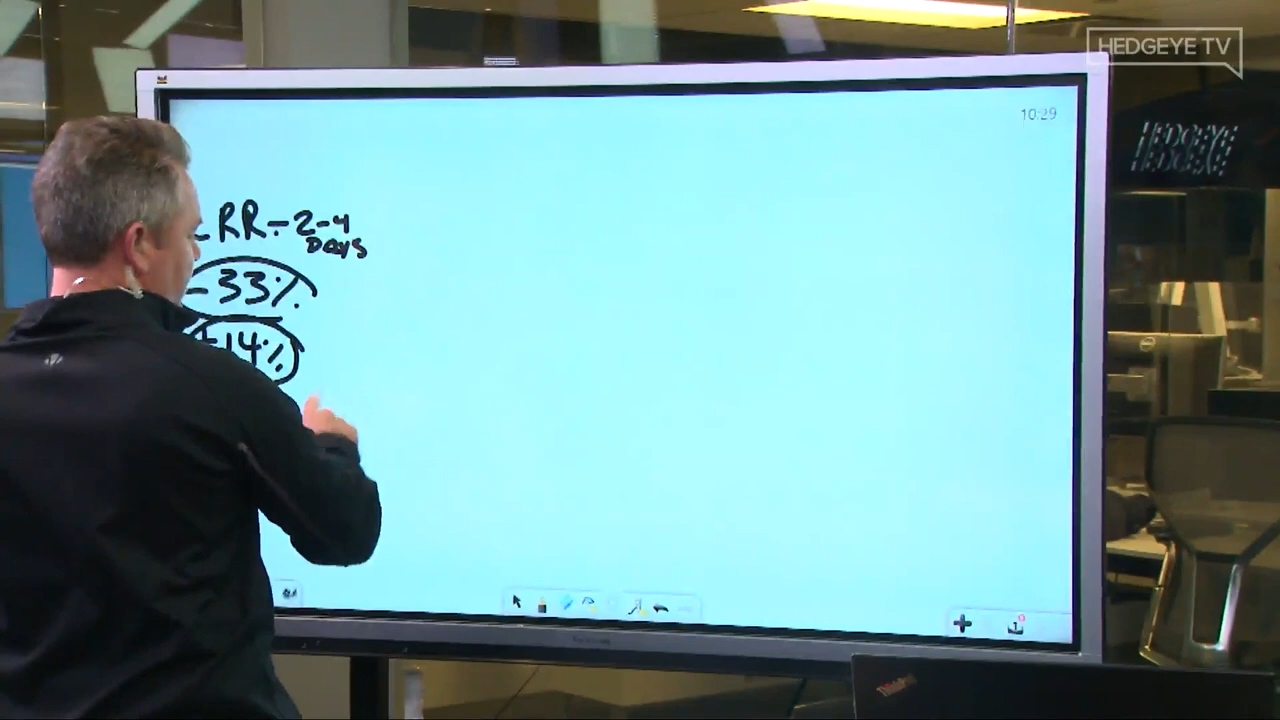 HEDGEYE TV
10:29
HEDGEYE
RR - 2-4
DAYS
-33%
+14%
ThinkPad